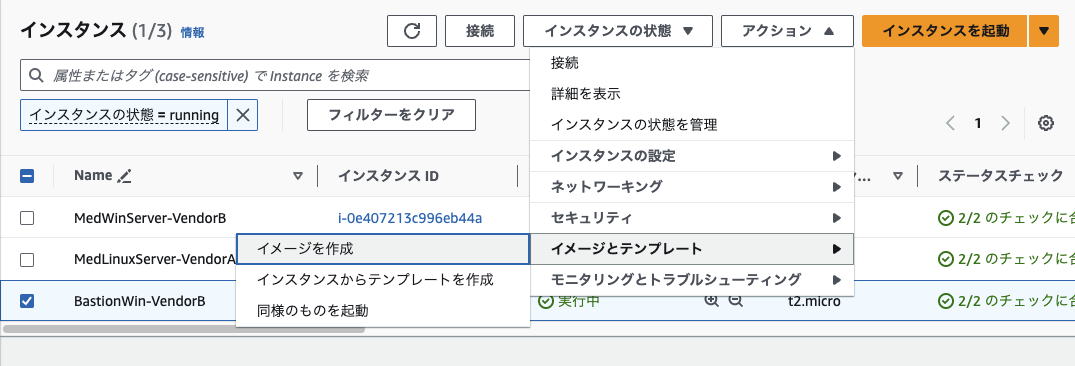 インスタンス (1/3) 情報
接続
インスタンスの状態
アクション
インスタンスを起動
属性またはタグ (case-sensitive) で Instance を検索
インスタンスの状態 = running
フィルターをクリア
1
接続
詳細を表示
インスタンスの状態を管理
インスタンスの設定
ネットワーキング
セキュリティ
イメージとテンプレート
モニタリングとトラブルシューティング
イメージを作成
インスタンスからテンプレートを作成
同様のものを起動
Name
インスタンス ID
...
ステータスチェック
MedWinServer-VendorB
i-0e407213c996eb44a
2/2 のチェックに
MedLinuxServer-VendorA
2/2 のチェックに
BastionWin-VendorB
実行中
t2.micro
2/2 のチェックに